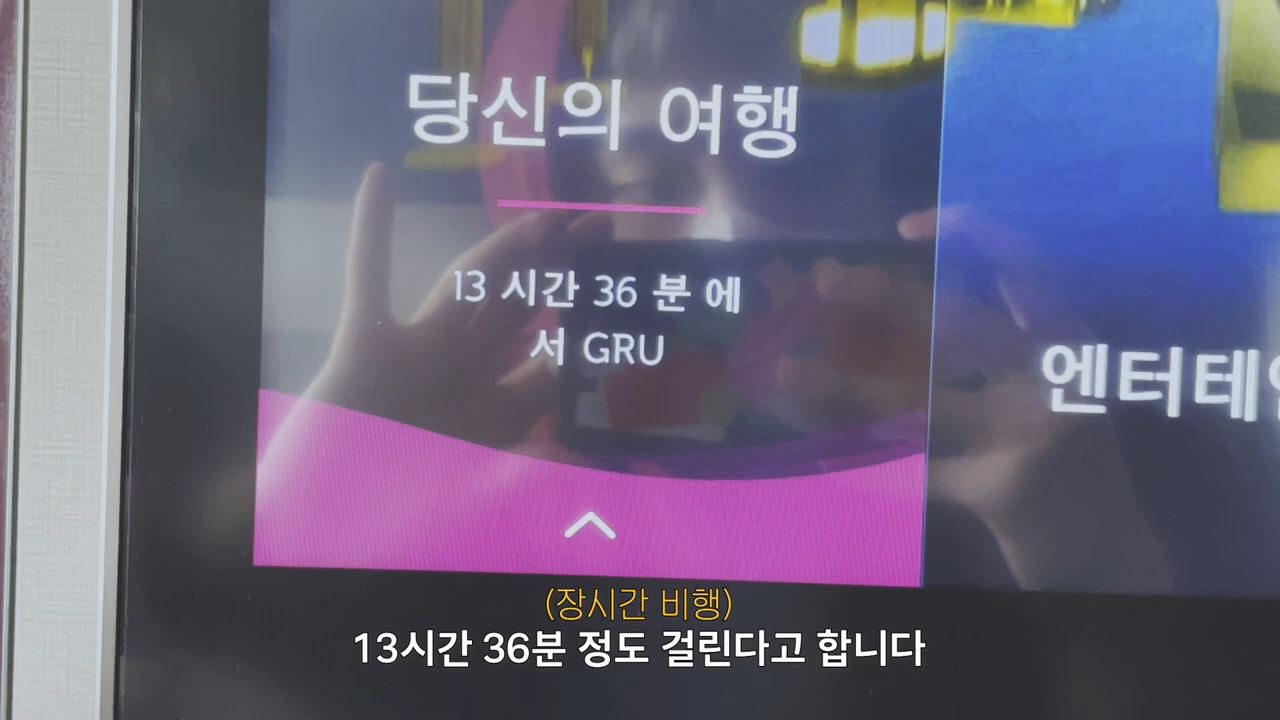 당신의 여행
13 시간 36 분 에
서 GRU
엔터테
(장시간 비행)
13시간 36분 정도 걸린다고 합니다